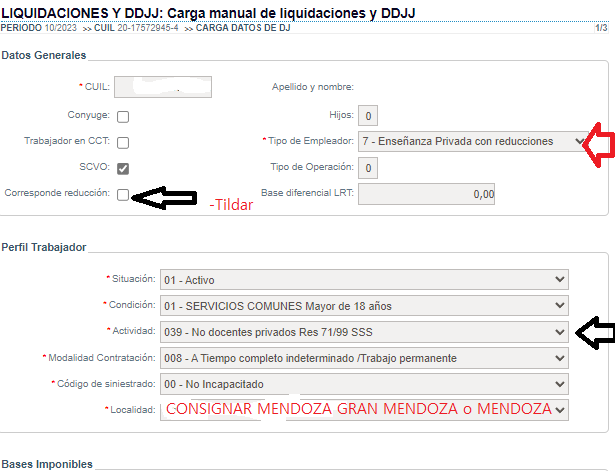 LIQUIDACIONES Y DDJJ: Carga manual de liquidaciones y DDJJ
PERIODO 10/2023 >> CUIL 20-17572945-4 >> CARGA DATOS DE DJ 1/3
Datos Generales
* CUIL: Apellido y nombre:
Conyuge: Hijos: 0
Trabajador en CCT: * Tipo de Empleador: 7 - Enseñanza Privada con reducciones
SCVO: Tipo de Operación: 0
Corresponde reducción: -Tildar Base diferencial LRT: 0,00
Perfil Trabajador
* Situación: 01 - Activo
* Condición: 01 - SERVICIOS COMUNES Mayor de 18 años
* Actividad: 039 - No docentes privados Res 71/99 SSS
* Modalidad Contratación: 008 - A Tiempo completo indeterminado /Trabajo permanente
* Código de siniestrado: 00 - No Incapacitado
* Localidad: CONSIGNAR MENDOZA GRAN MENDOZA o MENDOZA
Bases Imponibles